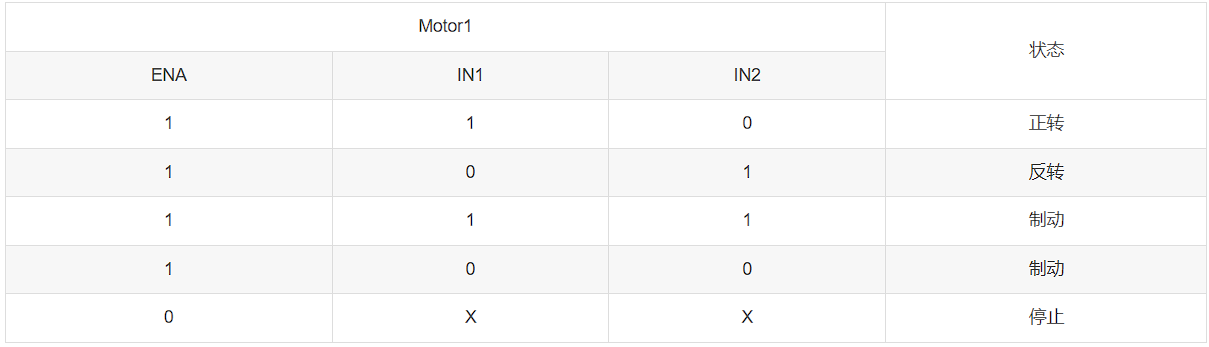 Motor1 状态
ENA IN1 IN2
1 1 0 正转
1 0 1 反转
1 1 1 制动
1 0 0 制动
0 X X 停止